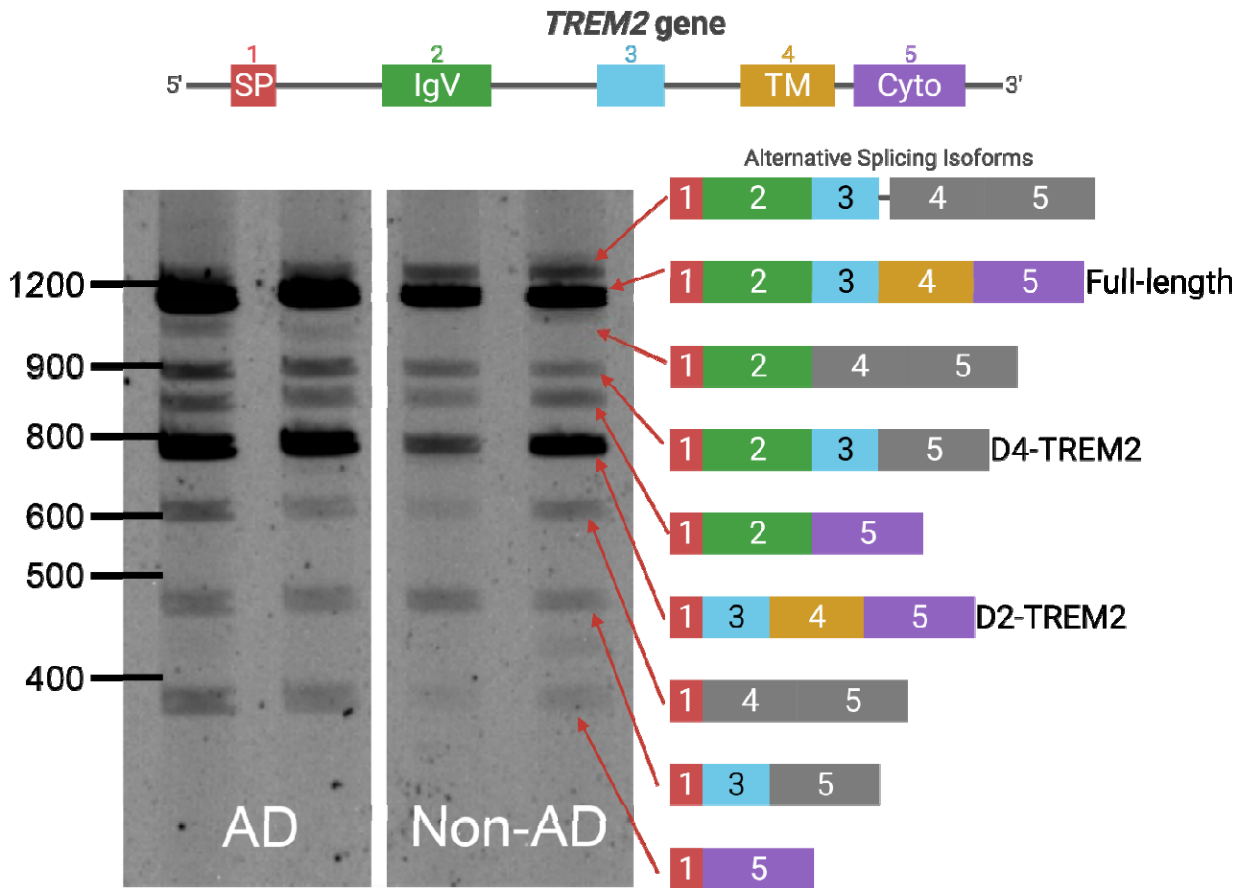 TREM2 gene
1 2 3 4 5
5' SP IgV TM Cyto 3'
Alternative Splicing Isoforms
1 2 3 4 5
1200
1 2 3 4 5 Full-length
1 2 4 5
900
800
1 2 3 5 D4-TREM2
600
1 2 5
500
1 3 4 5 D2-TREM2
400
1 4 5
1 3 5
AD Non-AD
1 5